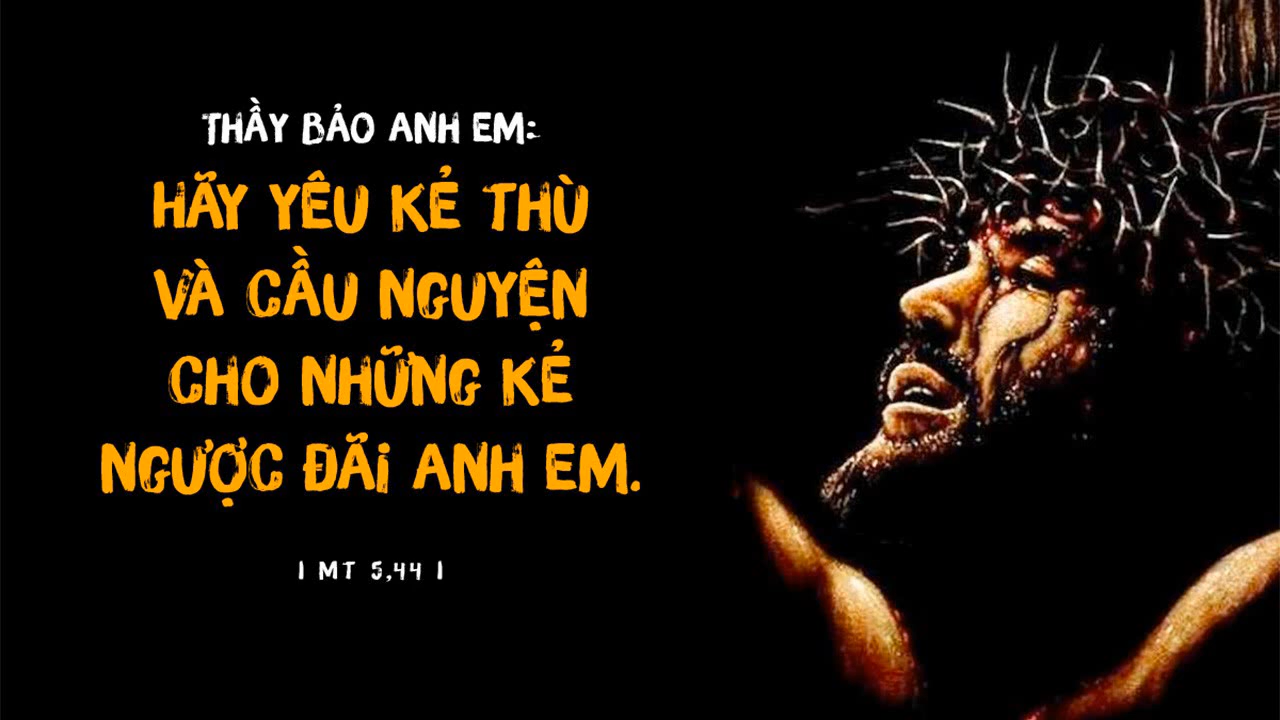 THẦY BẢO ANH EM:
HÃY YÊU KẺ THÙ
VÀ CẦU NGUYỆN
CHO NHỮNG KẺ
NGƯỢC ĐÃI ANH EM.
| MT 5,44 |